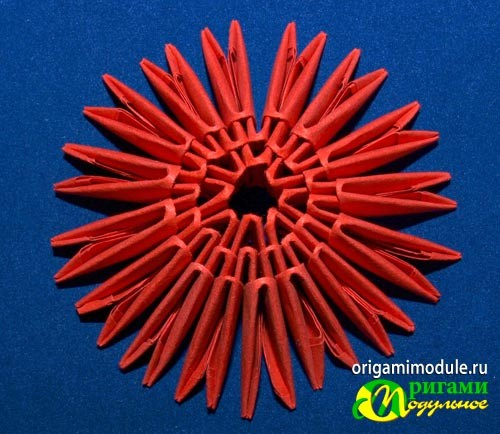 origamimodule.ru
Оригами
Модульное